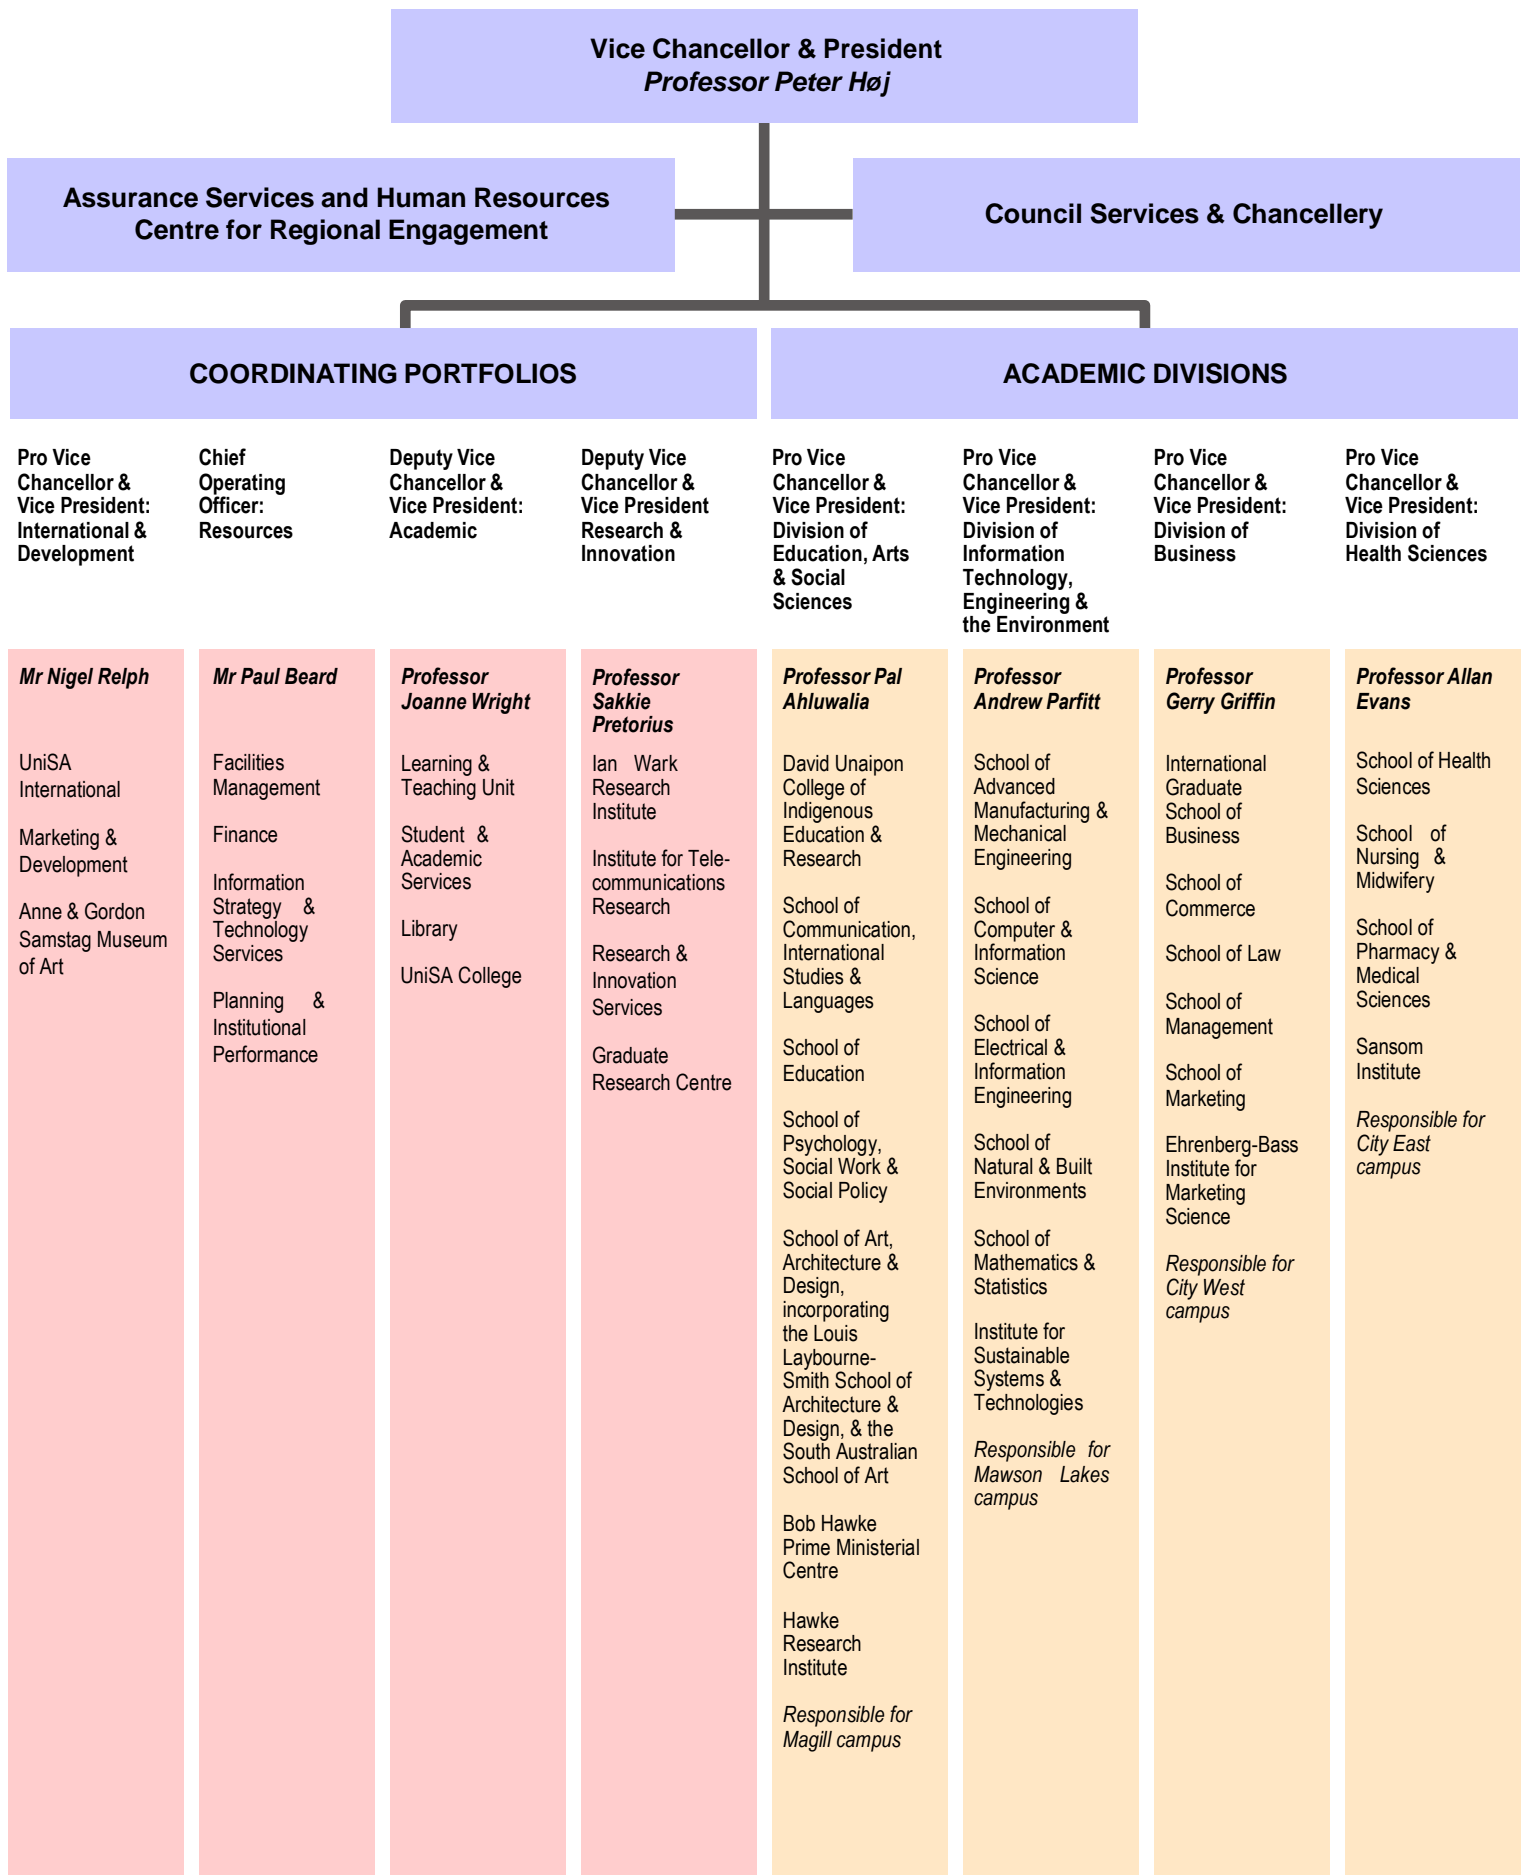 Vice Chancellor & President
Professor Peter Høj
Assurance Services and Human Resources
Centre for Regional Engagement
Council Services & Chancellery
COORDINATING PORTFOLIOS
ACADEMIC DIVISIONS
Pro Vice
Chancellor &
Vice President:
International &
Development
Chief
Operating
Officer:
Resources
Deputy Vice
Chancellor &
Vice President:
Academic
Deputy Vice
Chancellor &
Vice President
Research &
Innovation
Pro Vice
Chancellor &
Vice President:
Division of
Education, Arts
& Social
Sciences
Pro Vice
Chancellor &
Vice President:
Division of
Information
Technology,
Engineering &
the Environment
Pro Vice
Chancellor &
Vice President:
Division of
Business
Pro Vice
Chancellor &
Vice President:
Division of
Health Sciences
Mr Nigel Relph
UniSA
International
Marketing &
Development
Anne & Gordon
Samstag Museum
of Art
Mr Paul Beard
Facilities
Management
Finance
Information
Strategy &
Technology
Services
Planning &
Institutional
Performance
Professor
Joanne Wright
Learning &
Teaching Unit
Student &
Academic
Services
Library
UniSA College
Professor
Sakkie
Pretorius
Ian Wark
Research
Institute
Institute for Tele-
communications
Research
Research &
Innovation
Services
Graduate
Research Centre
Professor Pal
Ahluwalia
David Unaipon
College of
Indigenous
Education &
Research
School of
Communication,
International
Studies &
Languages
School of
Education
School of
Psychology,
Social Work &
Social Policy
School of Art,
Architecture &
Design,
incorporating
the Louis
Laybourne-
Smith School of
Architecture &
Design, & the
South Australian
School of Art
Bob Hawke
Prime Ministerial
Centre
Hawke
Research
Institute
Responsible for
Magill campus
Professor
Andrew Parfitt
School of
Advanced
Manufacturing &
Mechanical
Engineering
School of
Computer &
Information
Science
School of
Electrical &
Information
Engineering
School of
Natural & Built
Environments
School of
Mathematics &
Statistics
Institute for
Sustainable
Systems &
Technologies
Responsible for
Mawson Lakes
campus
Professor
Gerry Griffin
International
Graduate
School of
Business
School of
Commerce
School of Law
School of
Management
School of
Marketing
Ehrenberg-Bass
Institute for
Marketing
Science
Responsible for
City West
campus
Professor Allan
Evans
School of Health
Sciences
School of
Nursing &
Midwifery
School of
Pharmacy &
Medical
Sciences
Sansom
Institute
Responsible for
City East
campus